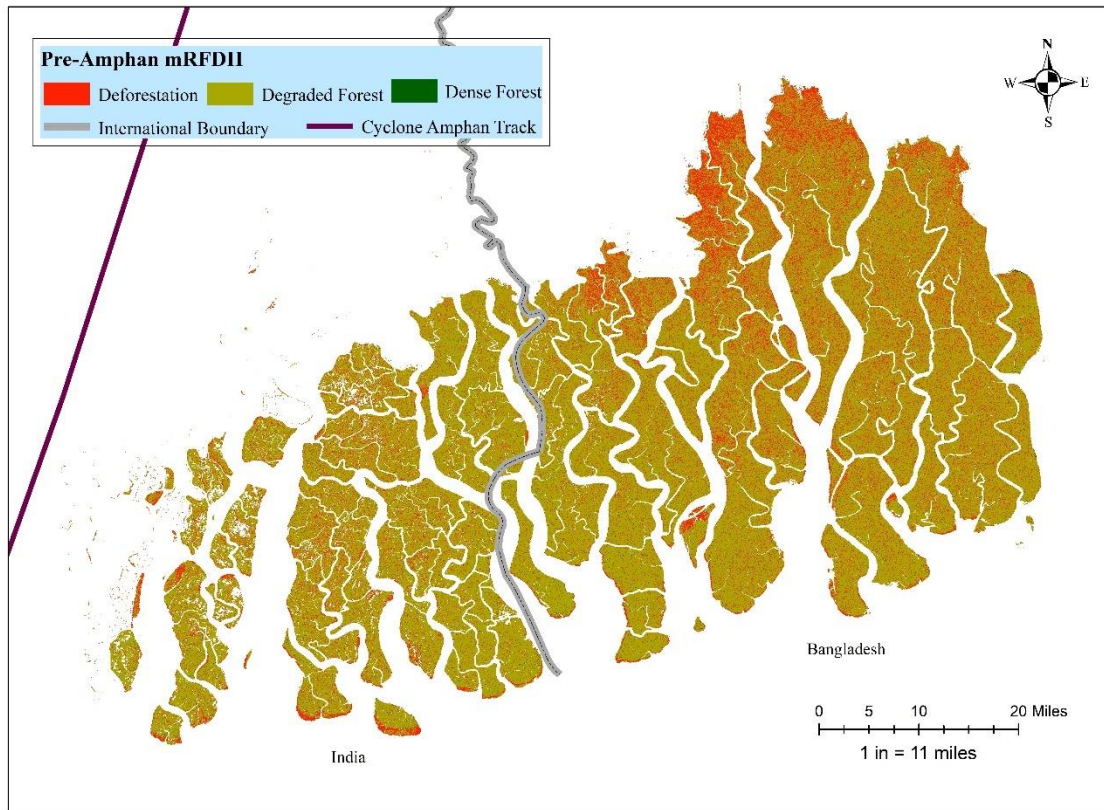 Pre-Amphan mRFDII
Deforestation Degraded Forest Dense Forest
International Boundary Cyclone Amphan Track
N
W E
S
Bangladesh
0 5 10 20 Miles
1 in = 11 miles
India